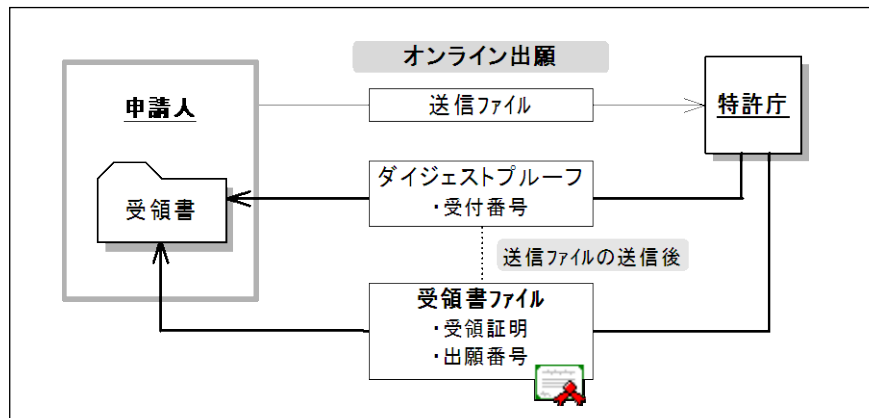 オンライン出願
申請人
送信ファイル
特許庁
受領書
ダイジェストプルーフ
・受付番号
送信ファイルの送信後
受領書ファイル
・受領証明
・出願番号